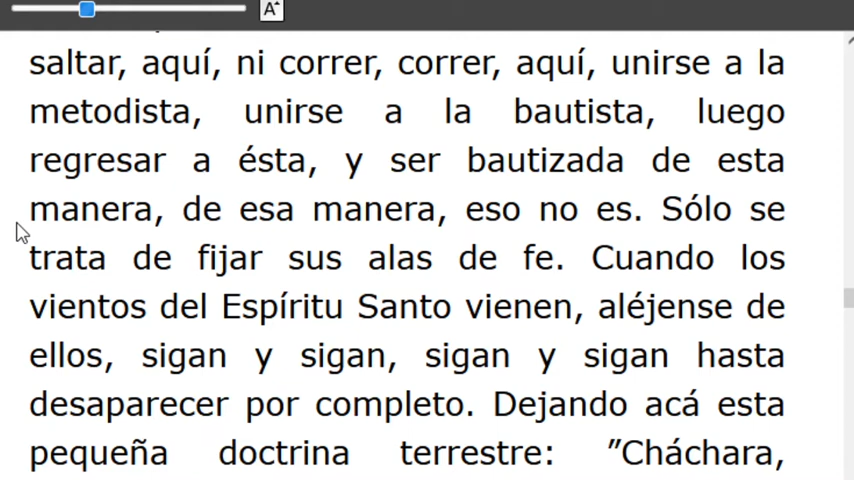 A
saltar, aquí, ni correr, correr, aquí, unirse a la
metodista, unirse a la bautista, luego
regresar a ésta, y ser bautizada de esta
manera, de esa manera, eso no es. Sólo se
trata de fijar sus alas de fe. Cuando los
vientos del Espíritu Santo vienen, aléjense de
ellos, sigan y sigan, sigan y sigan hasta
desaparecer por completo. Dejando acá esta
pequeña doctrina terrestre: ”Cháchara,